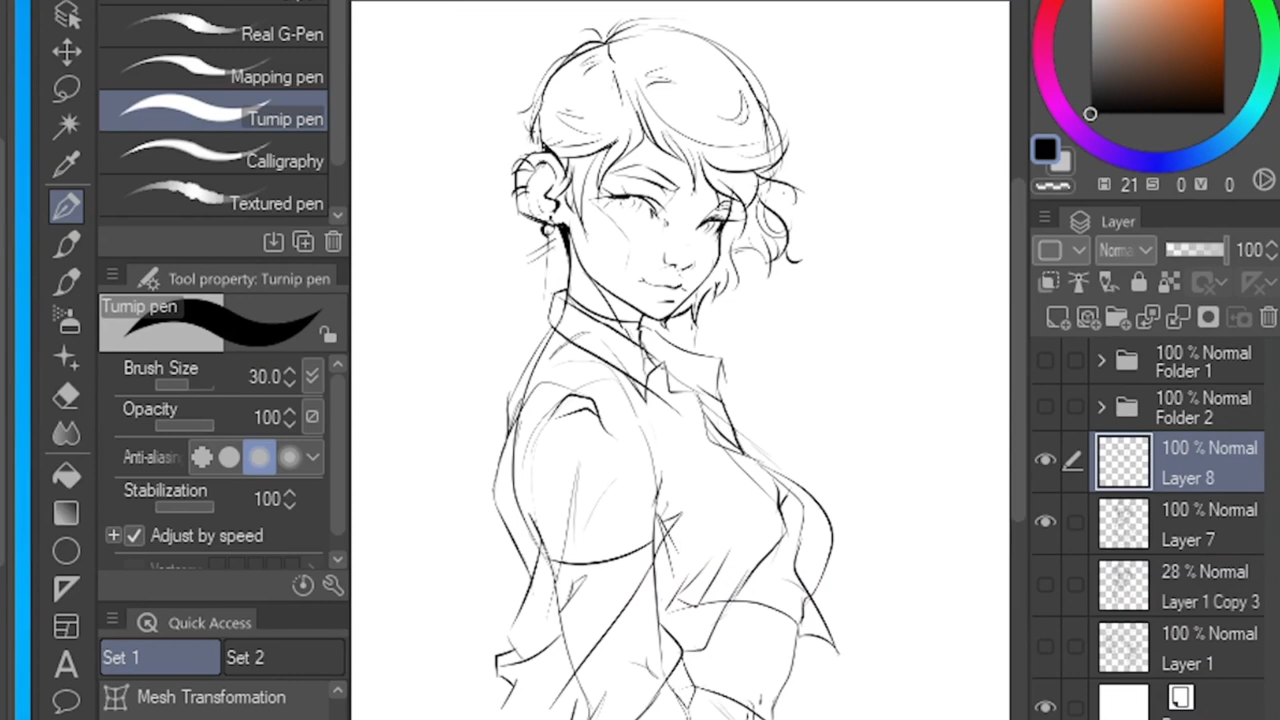 Real G-Pen
Mapping pen
Turnip pen
Calligraphy
Textured pen
Tool property: Turnip pen
Turnip pen
Brush Size 30.0
Opacity 100
Anti-aliasing
Stabilization 100
Adjust by speed
Quick Access
Set 1 Set 2
Mesh Transformation
H 21 S 0 V 0
Layer
Norma 100
100 % Normal
Folder 1
100 % Normal
Folder 2
100 % Normal
Layer 8
100 % Normal
Layer 7
28 % Normal
Layer 1 Copy 3
100 % Normal
Layer 1